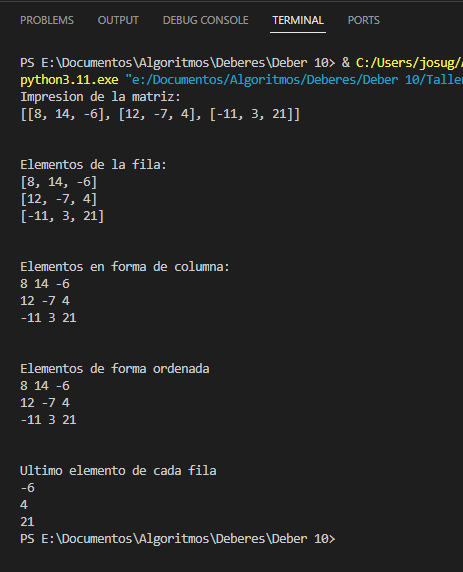 PROBLEMS OUTPUT DEBUG CONSOLE TERMINAL PORTS
PS E:\Documentos\Algoritmos\Deberes\Deber 10> & C:/Users/josug/
python3.11.exe "e:/Documentos/Algoritmos/Deberes/Deber 10/Taller
Impresion de la matriz:
[[8, 14, -6], [12, -7, 4], [-11, 3, 21]]
Elementos de la fila:
[8, 14, -6]
[12, -7, 4]
[-11, 3, 21]
Elementos en forma de columna:
8 14 -6
12 -7 4
-11 3 21
Elementos de forma ordenada
8 14 -6
12 -7 4
-11 3 21
Ultimo elemento de cada fila
-6
4
21
PS E:\Documentos\Algoritmos\Deberes\Deber 10>